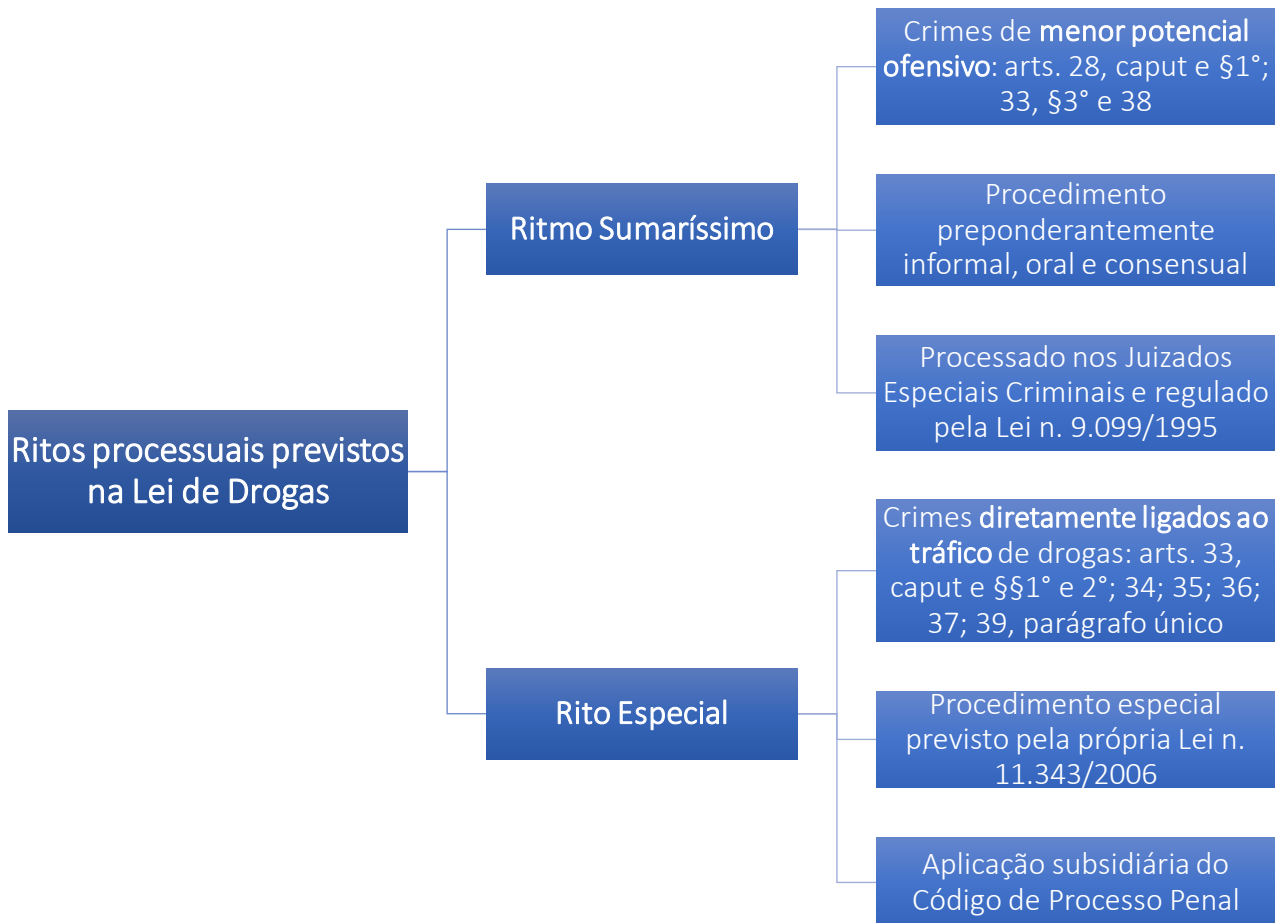 Ritos processuais previstos
na Lei de Drogas
Ritmo Sumaríssimo
Crimes de menor potencial
ofensivo: arts. 28, caput e §1°;
33, §3° e 38
Procedimento
preponderantemente
informal, oral e consensual
Processado nos Juizados
Especiais Criminais e regulado
pela Lei n. 9.099/1995
Rito Especial
Crimes diretamente ligados ao
tráfico de drogas: arts. 33,
caput e §§1° e 2°; 34; 35; 36;
37; 39, parágrafo único
Procedimento especial
previsto pela própria Lei n.
11.343/2006
Aplicação subsidiária do
Código de Processo Penal